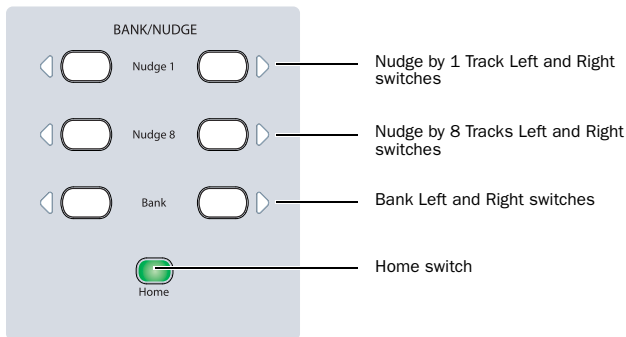 BANK/NUDGE
Nudge 1
Nudge by 1 Track Left and Right
switches
Nudge 8
Nudge by 8 Tracks Left and Right
switches
Bank
Bank Left and Right switches
Home switch
Home